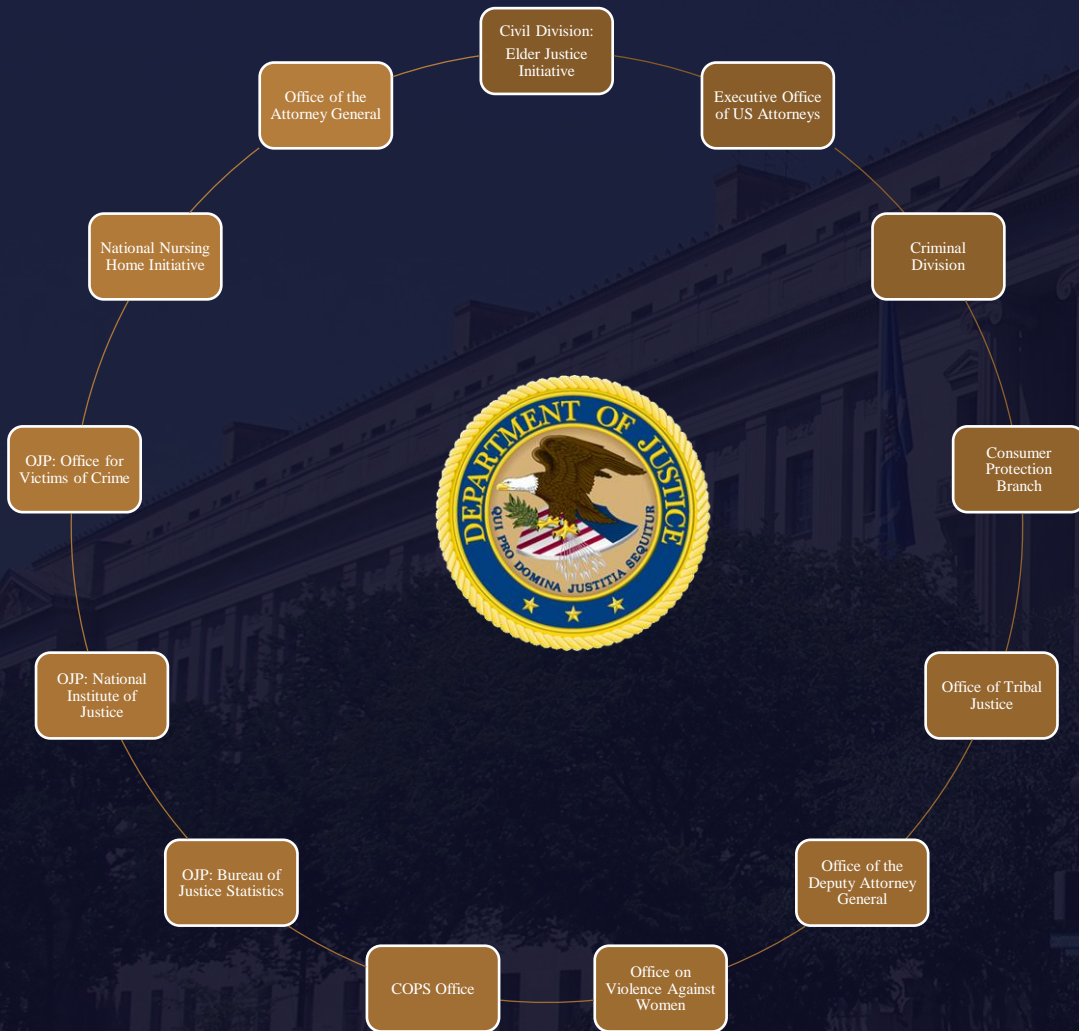 Civil Division:
Elder Justice
Initiative
Executive Office
of US Attorneys
Criminal
Division
Consumer
Protection
Branch
Office of Tribal
Justice
Office of the
Deputy Attorney
General
Office on
Violence Against
Women
COPS Office
OJP: Bureau of
Justice Statistics
OJP: National
Institute of
Justice
OJP: Office for
Victims of Crime
National Nursing
Home Initiative
Office of the
Attorney General
DEPARTMENT OF JUSTICE
QUI PRO DOMINA JUSTITIA SEQUITUR